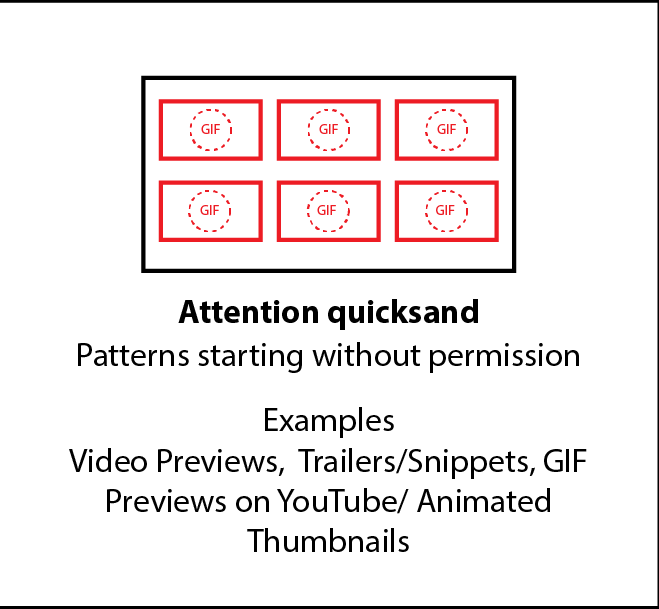 GIF GIF GIF
GIF GIF GIF
Attention quicksand
Patterns starting without permission
Examples
Video Previews,  Trailers/Snippets, GIF
Previews on YouTube/ Animated
Thumbnails